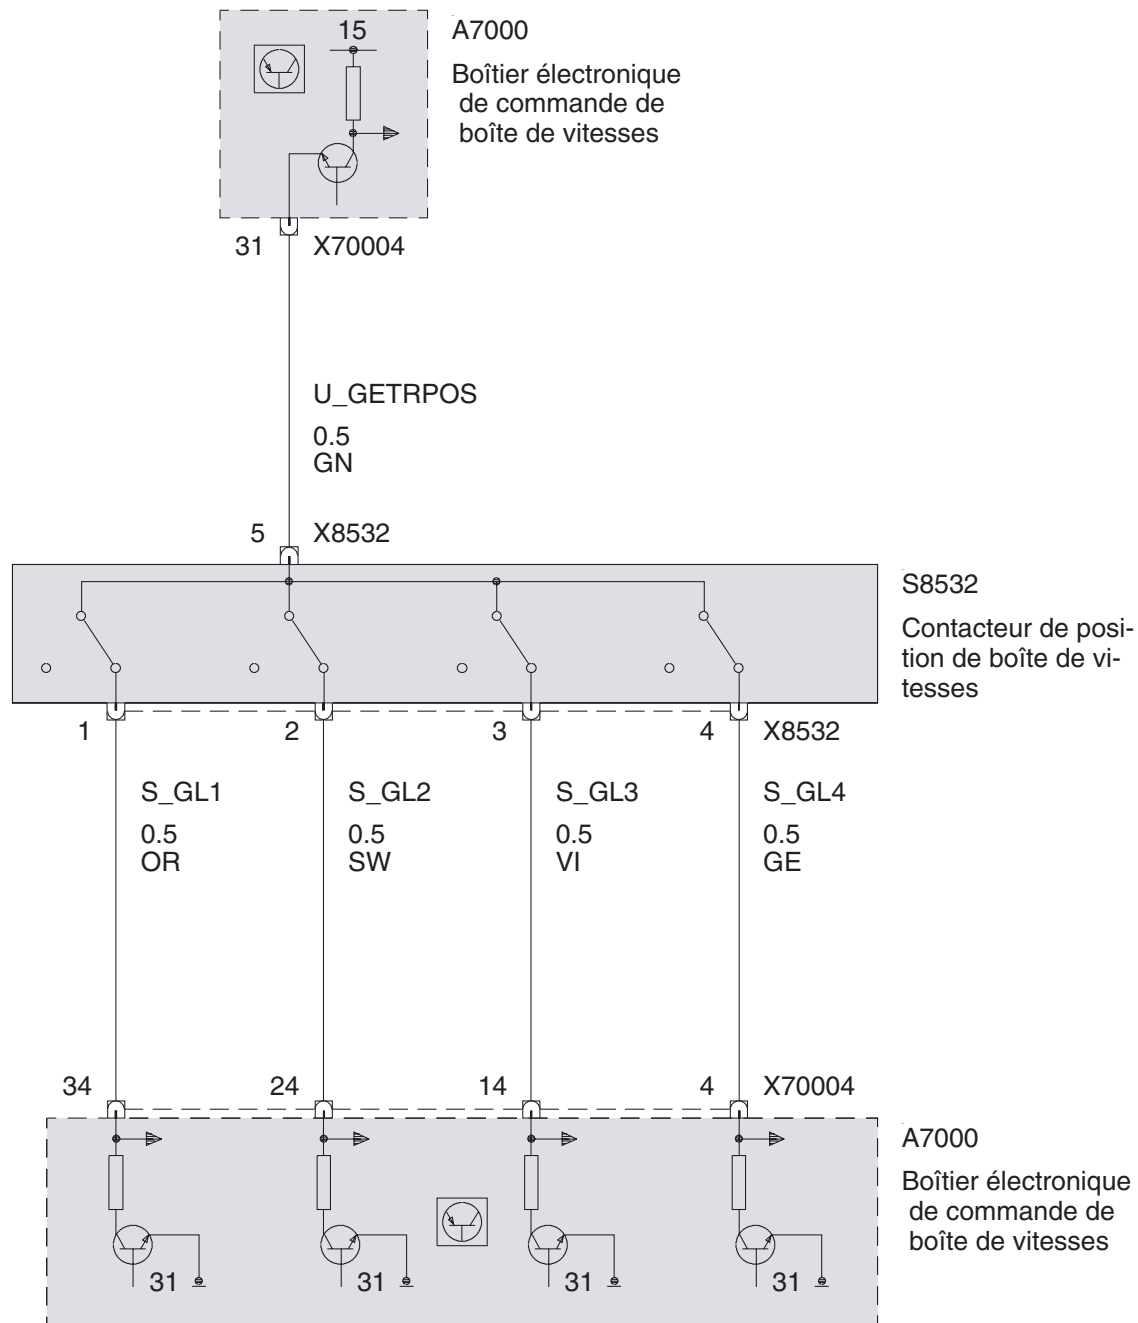 15
A7000
Boîtier électronique
de commande de
boîte de vitesses
31 X70004
U_GETRPOS
0.5
GN
5 X8532
S8532
Contacteur de posi-
tion de boîte de vi-
tesses
1 2 3 4 X8532
S_GL1 S_GL2 S_GL3 S_GL4
0.5 0.5 0.5 0.5
OR SW VI GE
34 24 14 4 X70004
A7000
Boîtier électronique
de commande de
boîte de vitesses
31 31 31 31